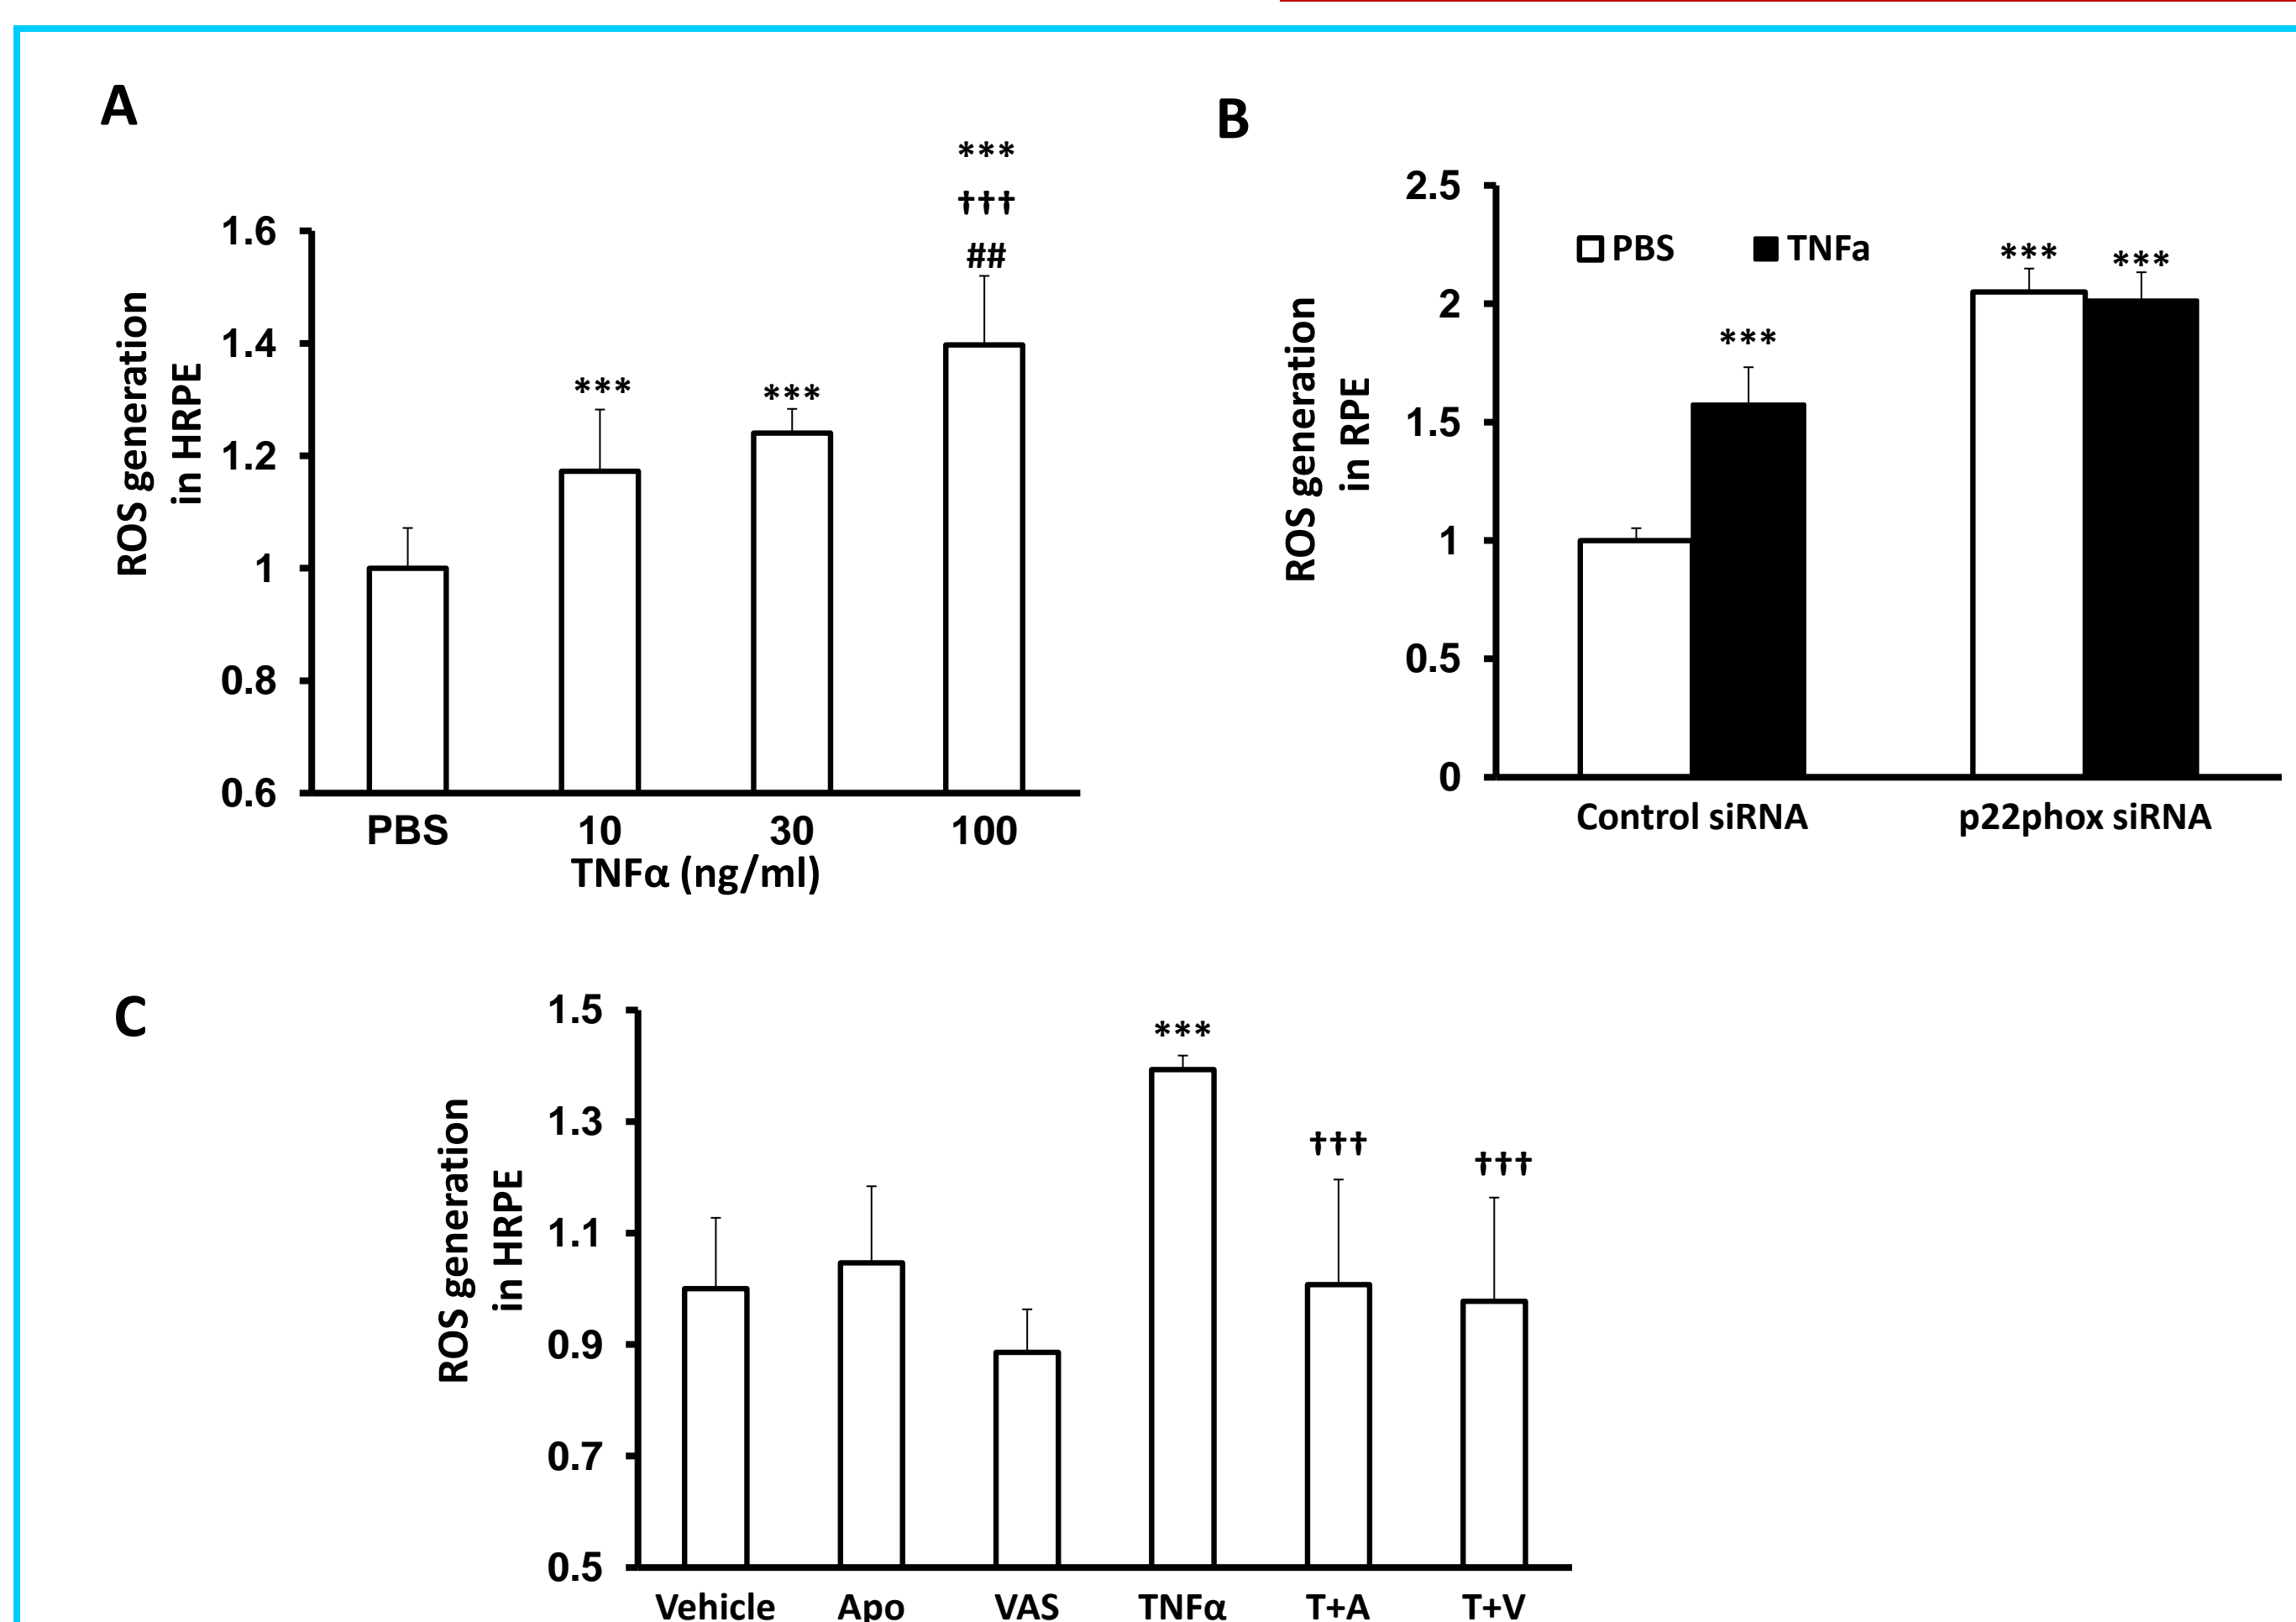 A
***
†††
##
1.6
1.4
1.2
1
0.8
0.6
ROS generation
in HRPE
***
***
PBS 10 30 100
TNFα (ng/ml)
B
2.5
2
1.5
1
0.5
0
ROS generation
in RPE
PBS TNFa
***
***
***
Control siRNA p22phox siRNA
C
1.5
1.3
1.1
0.9
0.7
0.5
ROS generation
in HRPE
***
†††
†††
Vehicle Apo VAS TNFα T+A T+V